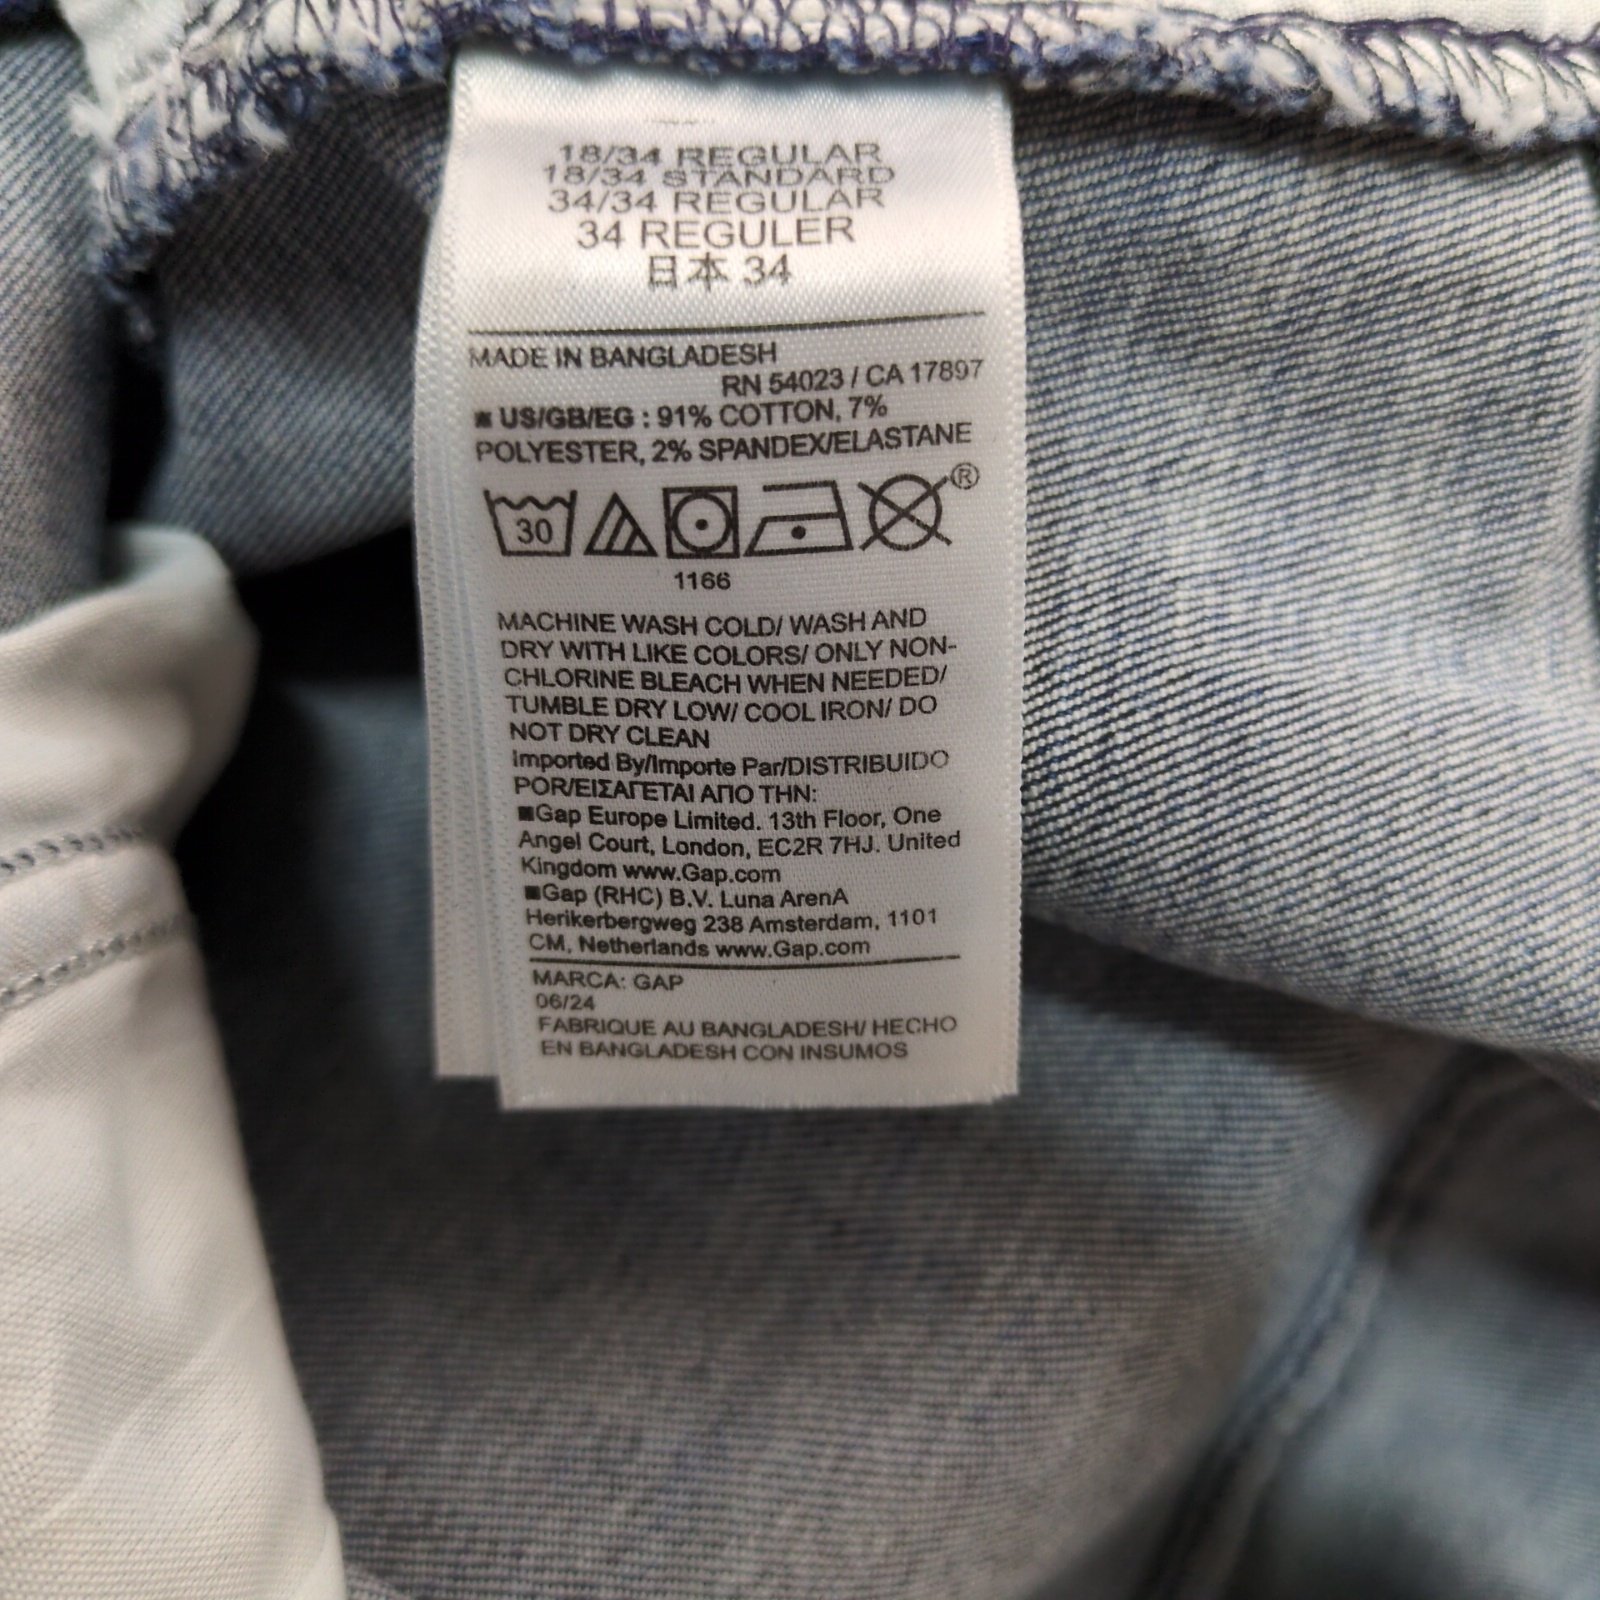 18/34 REGULAR
18/34 STANDARD
34/34 REGULAR
34 REGULER
日本 34
MADE IN BANGLADESH
RN 54023 / CA 17897
■ US/GB/EG : 91% COTTON, 7%
POLYESTER, 2% SPANDEX/ELASTANE
30
®
1166
MACHINE WASH COLD/ WASH AND
DRY WITH LIKE COLORS/ ONLY NON-
CHLORINE BLEACH WHEN NEEDED/
TUMBLE DRY LOW/ COOL IRON/ DO
NOT DRY CLEAN
Imported By/Importe Par/DISTRIBUIDO
POR/ΕΙΣΑΓΕΤΑΙ ΑΠΟ ΤΗΝ:
■Gap Europe Limited. 13th Floor, One
Angel Court, London, EC2R 7HJ. United
Kingdom www.Gap.com
■Gap (RHC) B.V. Luna ArenA
Herikerbergweg 238 Amsterdam, 1101
CM, Netherlands www.Gap.com
MARCA: GAP
06/24
FABRIQUE AU BANGLADESH/ HECHO
EN BANGLADESH CON INSUMOS